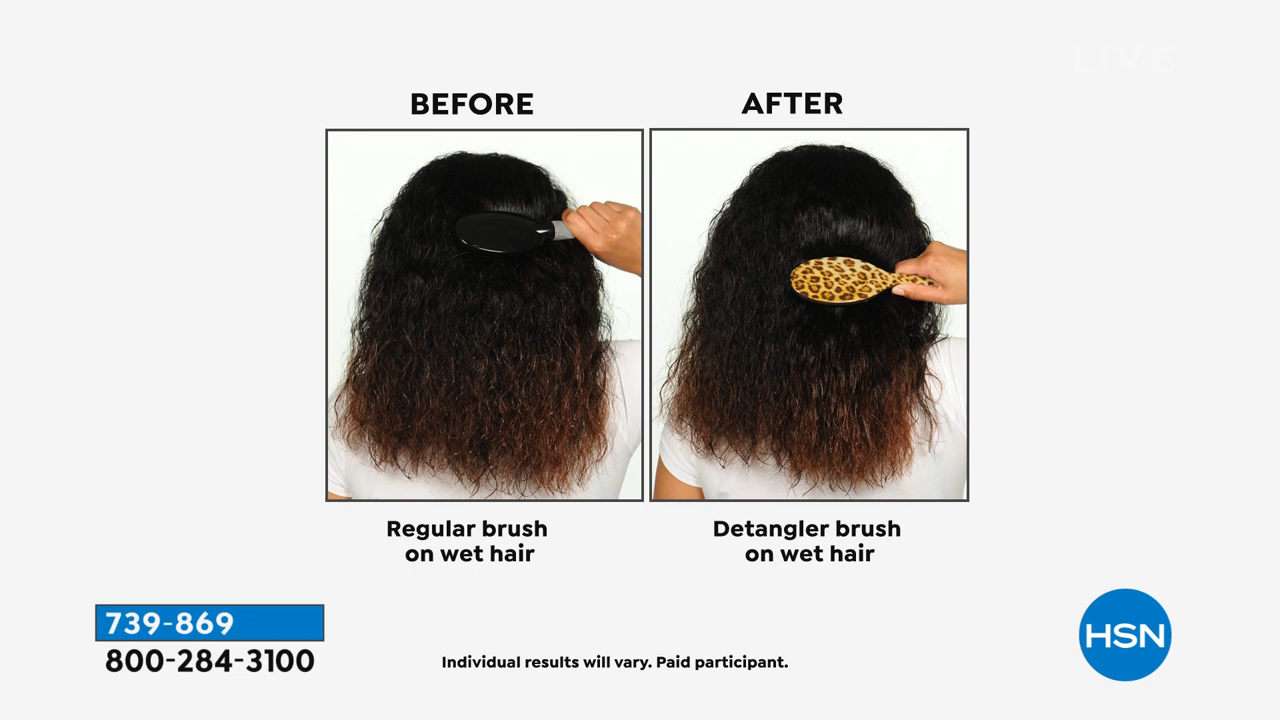 LIVE
BEFORE
AFTER
Regular brush
on wet hair
Detangler brush
on wet hair
739-869
800-284-3100
Individual results will vary. Paid participant.
HSN